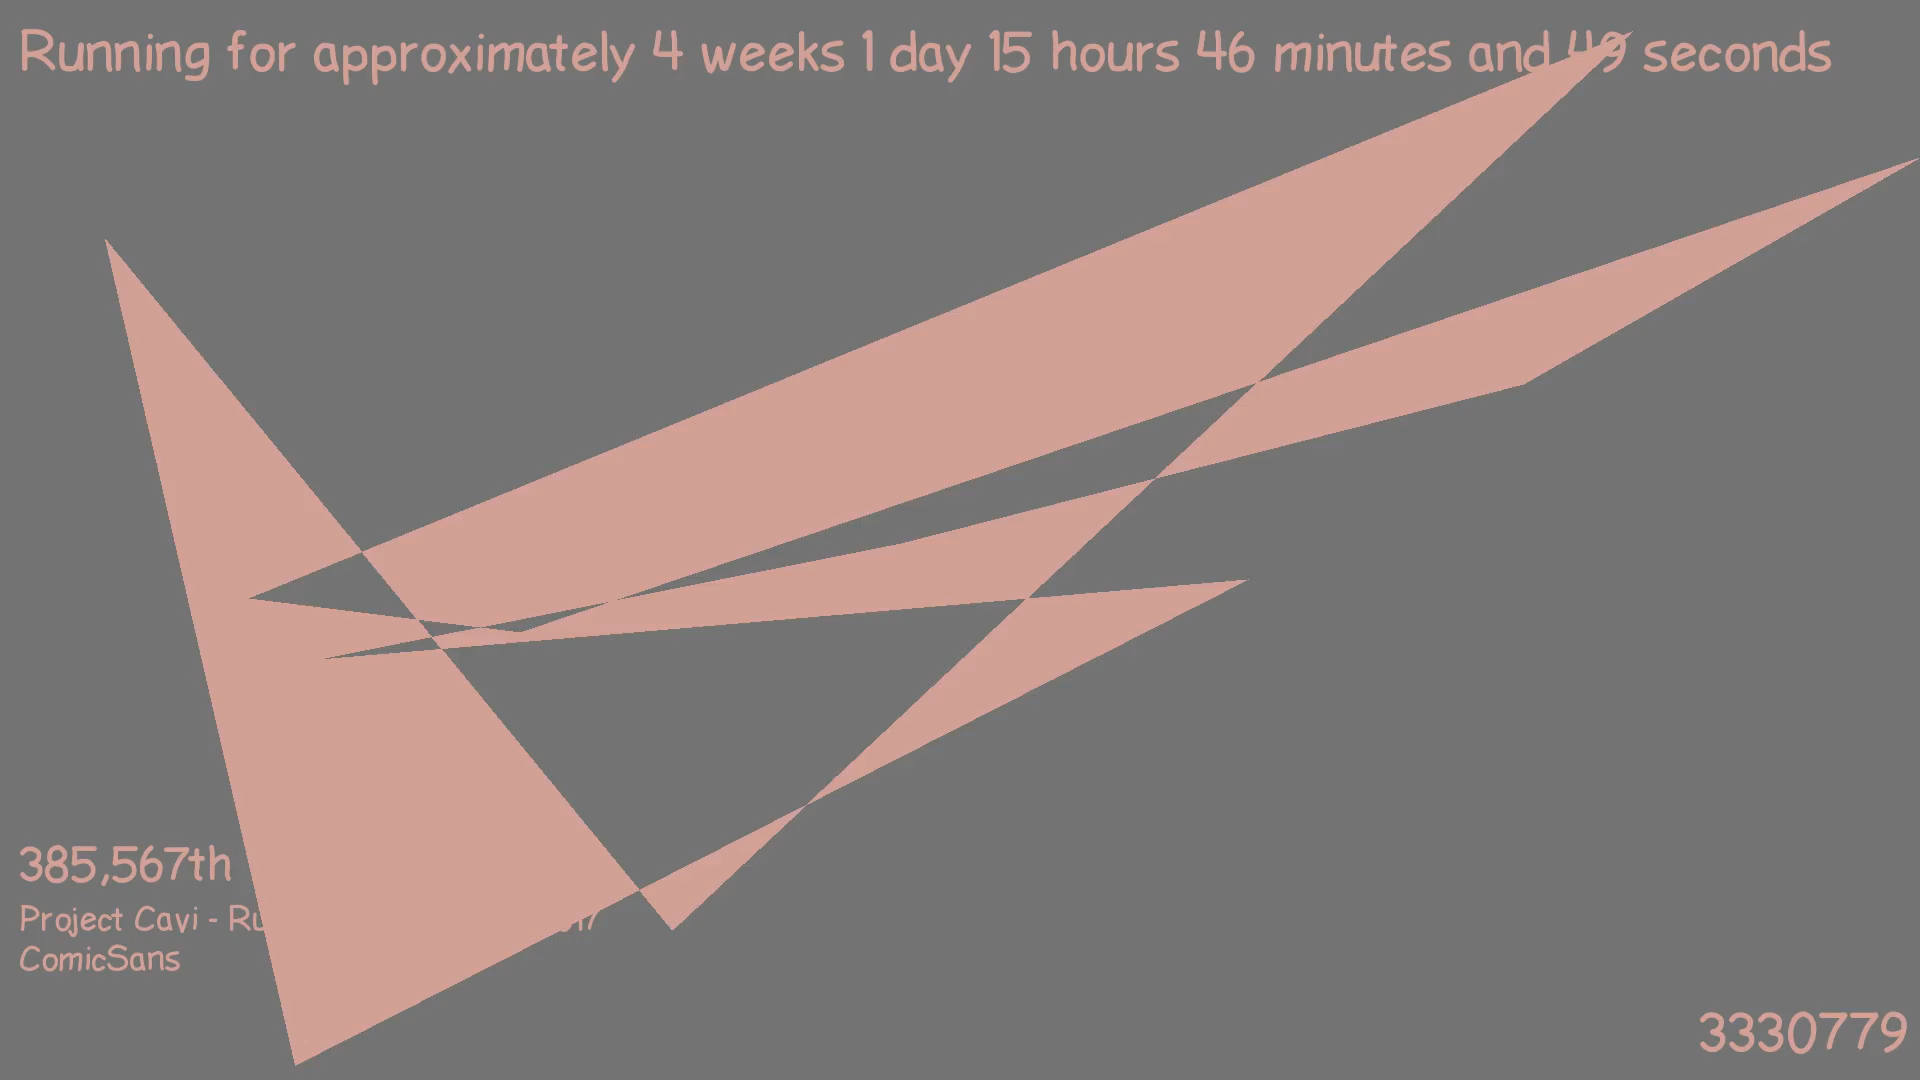 Running for approximately 4 weeks 1 day 15 hours 46 minutes and 49 seconds
385,567th
Project Cavi -
ComicSans
3330779